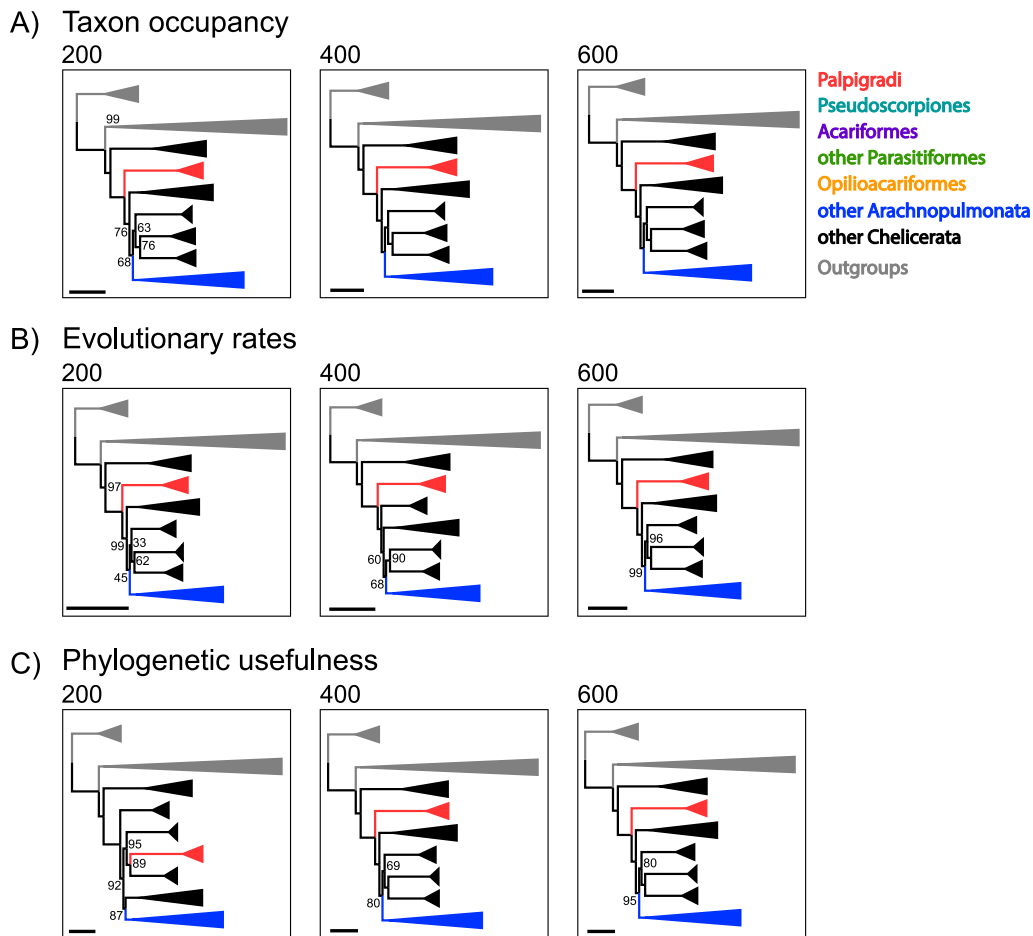 A) Taxon occupancy
200 400 600
99
76
63
76
68
Palpigradi
Pseudoscorpiones
Acariformes
other Parasitiformes
Opilioacariformes
other Arachnopulmonata
other Chelicerata
Outgroups
B) Evolutionary rates
200 400 600
97
99
33
62
45
60
90
68
96
99
C) Phylogenetic usefulness
200 400 600
95
89
92
87
69
80
80
95